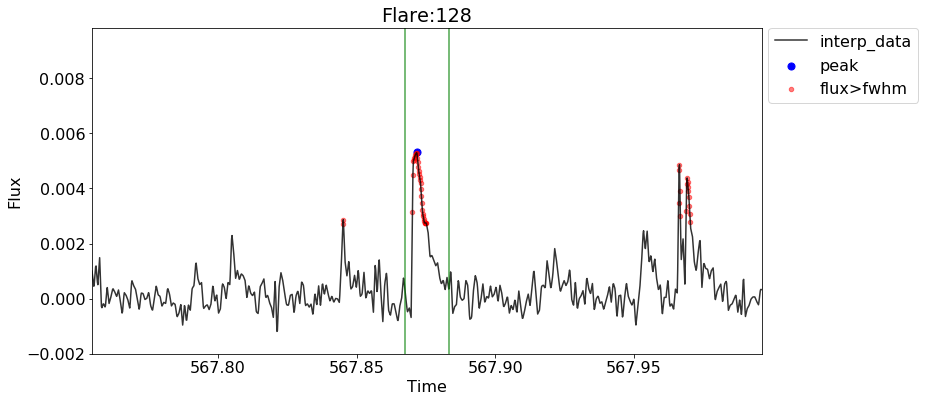 Flare:128
interp_data
peak
flux>fwhm
0.008
0.006
0.004
0.002
0.000
−0.002
Flux
567.80
567.85
567.90
567.95
Time